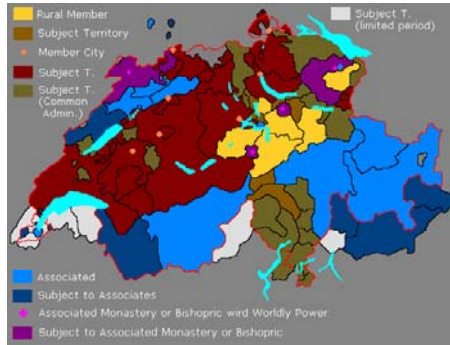 Rural Member
Subject Territory
Member City
Subject T.
Subject T.
(Common
Admin.)
Subject T.
(limited period)
Associated
Subject to Associates
Associated Monastery or Bishopric wird Worldly Power
Subject to Associated Monastery or Bishopric